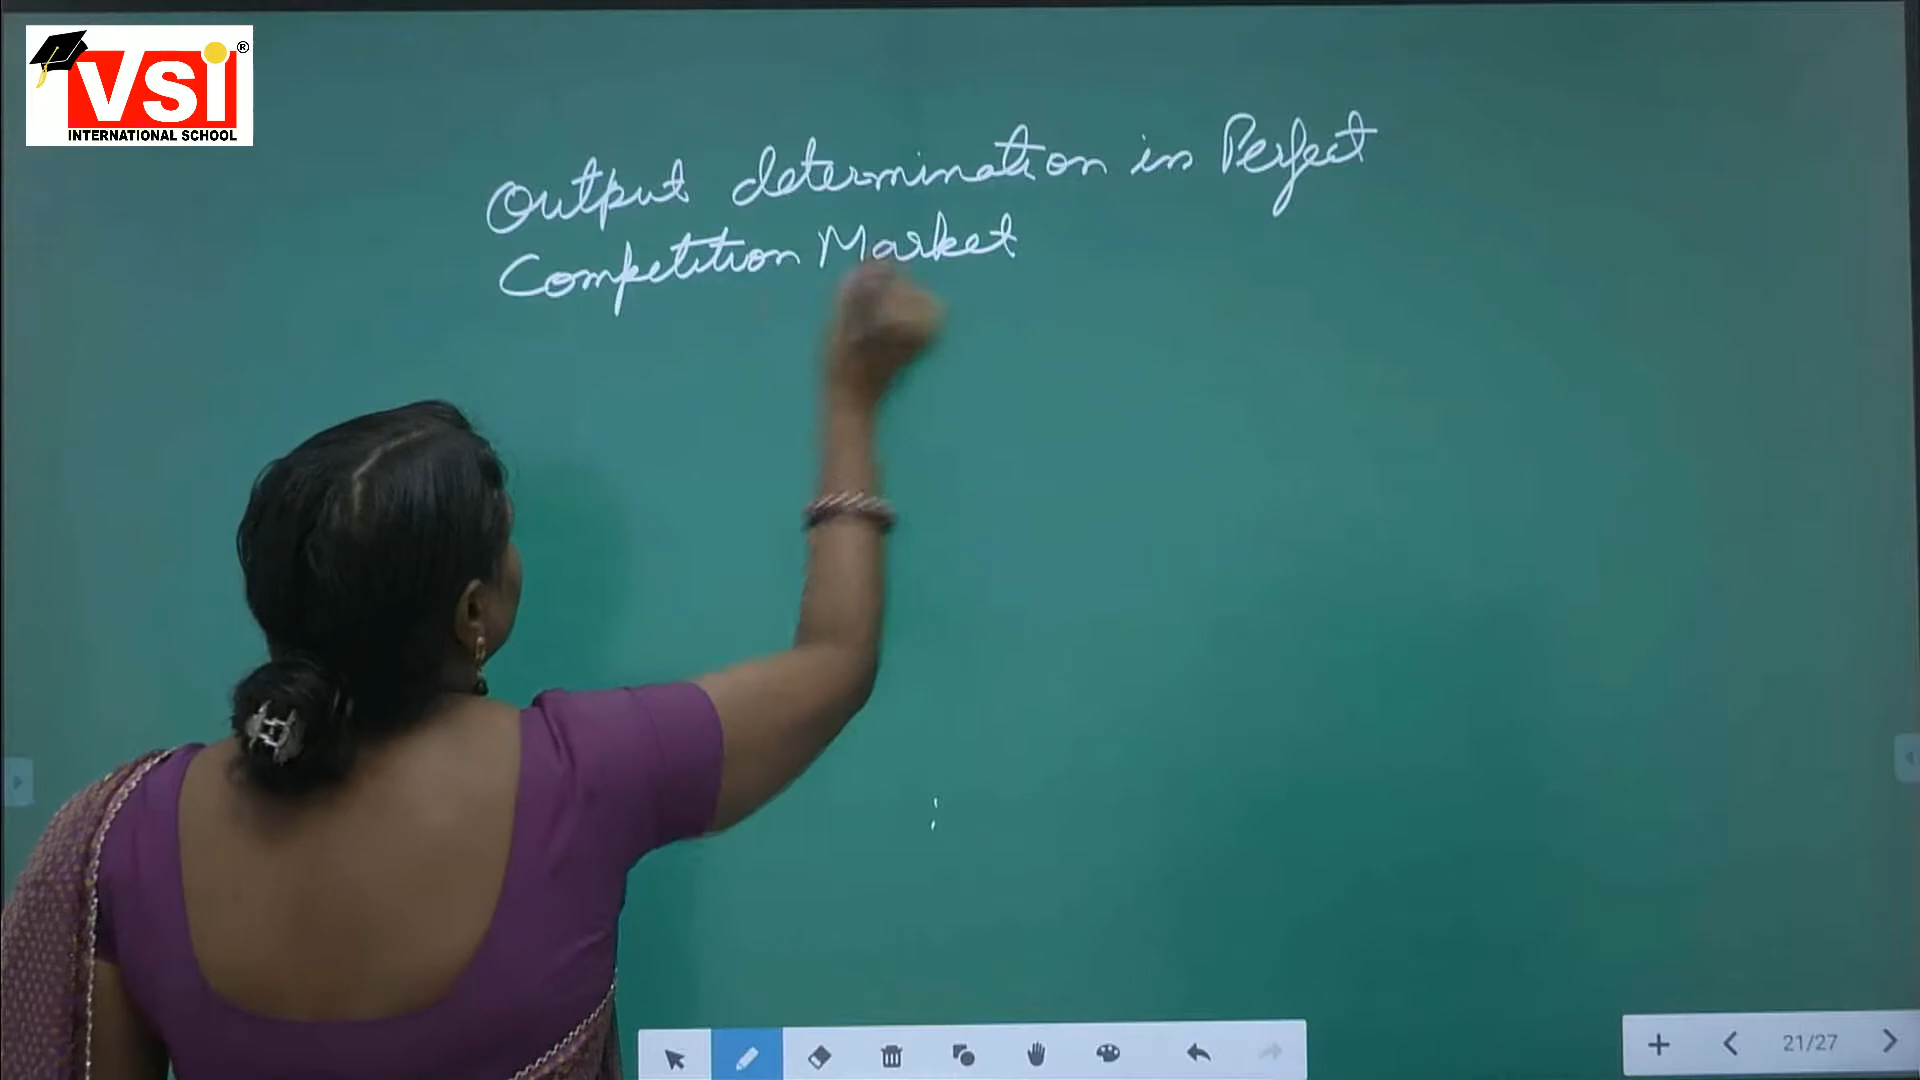 VSI ®
INTERNATIONAL SCHOOL
Output determination in Perfect
Competition Market
21/27